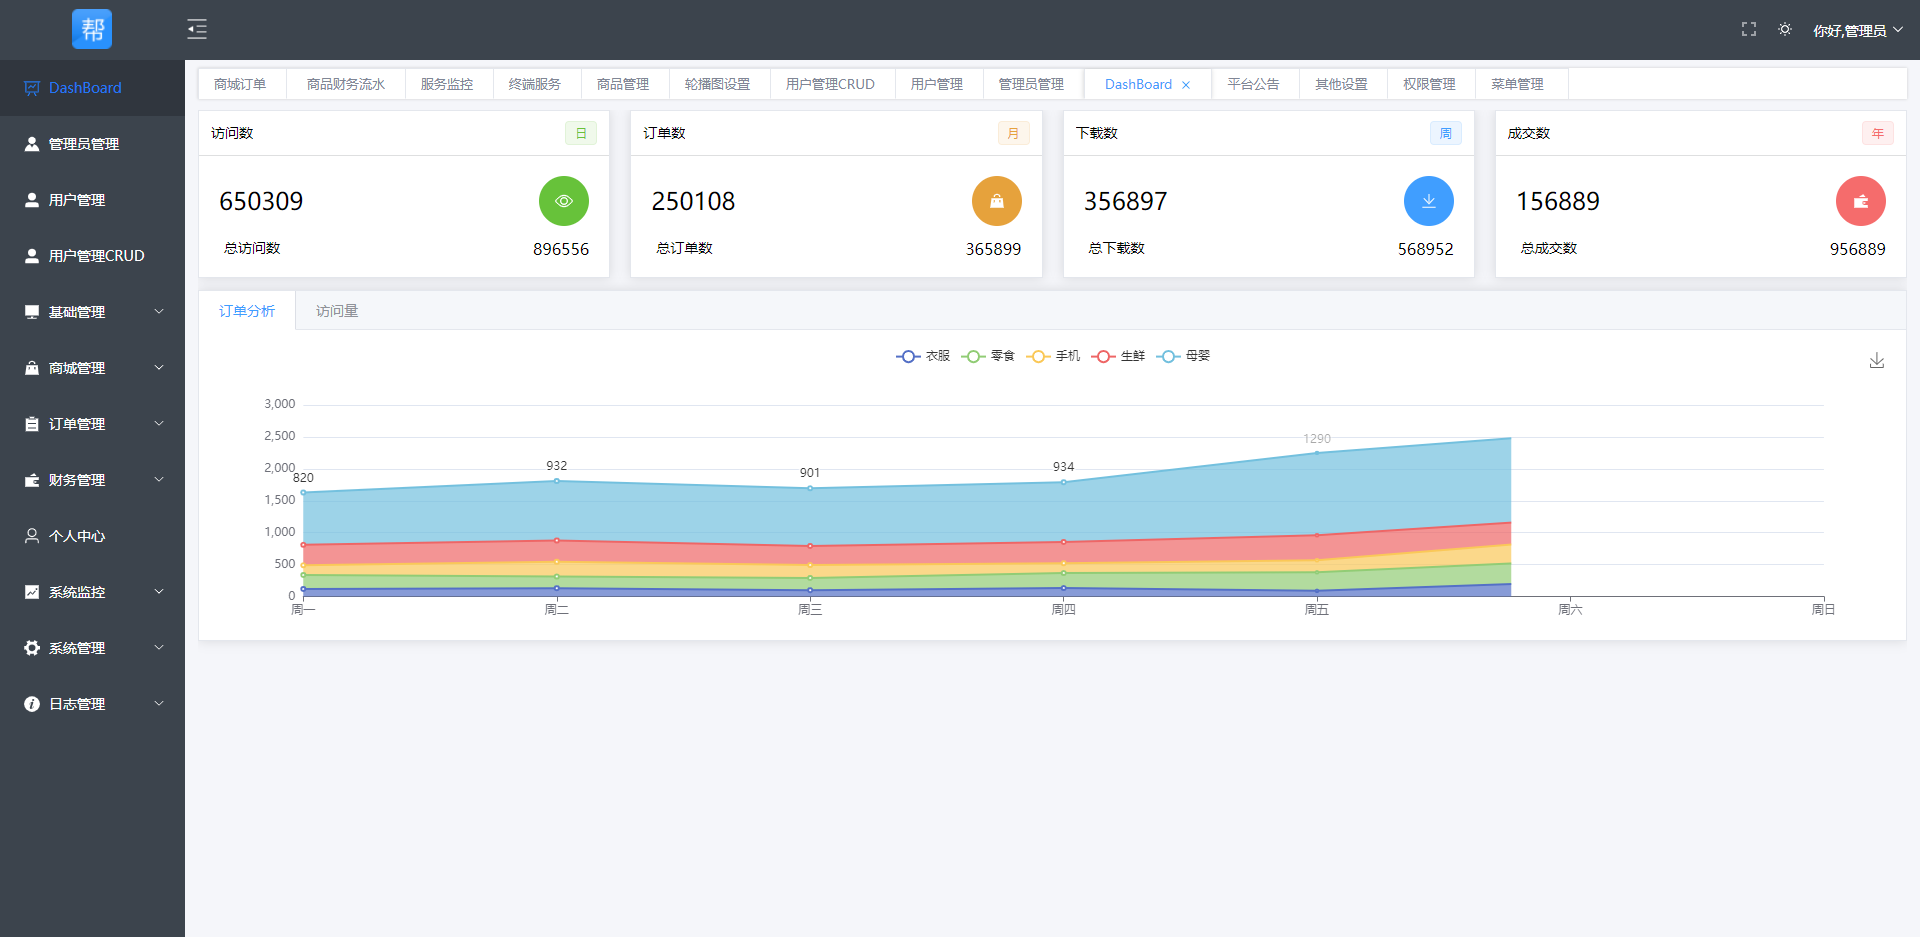 帮
你好,管理员
DashBoard
管理员管理
用户管理
用户管理CRUD
基础管理
商城管理
订单管理
财务管理
个人中心
系统监控
系统管理
日志管理
商城订单 商品财务流水 服务监控 终端服务 商品管理 轮播图设置 用户管理CRUD 用户管理 管理员管理 DashBoard 平台公告 其他设置 权限管理 菜单管理
访问数 日
650309
总访问数 896556
订单数 月
250108
总订单数 365899
下载数 周
356897
总下载数 568952
成交数 年
156889
总成交数 956889
订单分析 访问量
衣服 零食 手机 生鲜 母婴
3,000
2,500
2,000
1,500
1,000
500
0
820 932 901 934 1290
周一 周二 周三 周四 周五 周六 周日